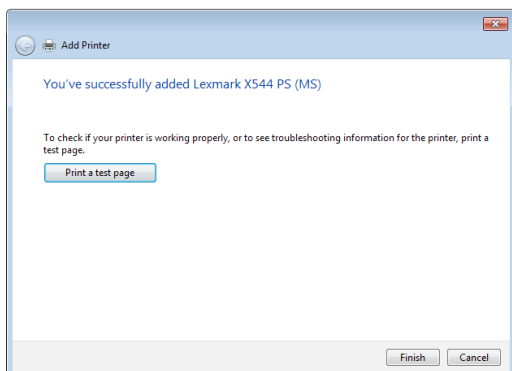 Add Printer
You've successfully added Lexmark X544 PS (MS)
To check if your printer is working properly, or to see troubleshooting information for the printer, print a
test page.
Print a test page
Finish Cancel